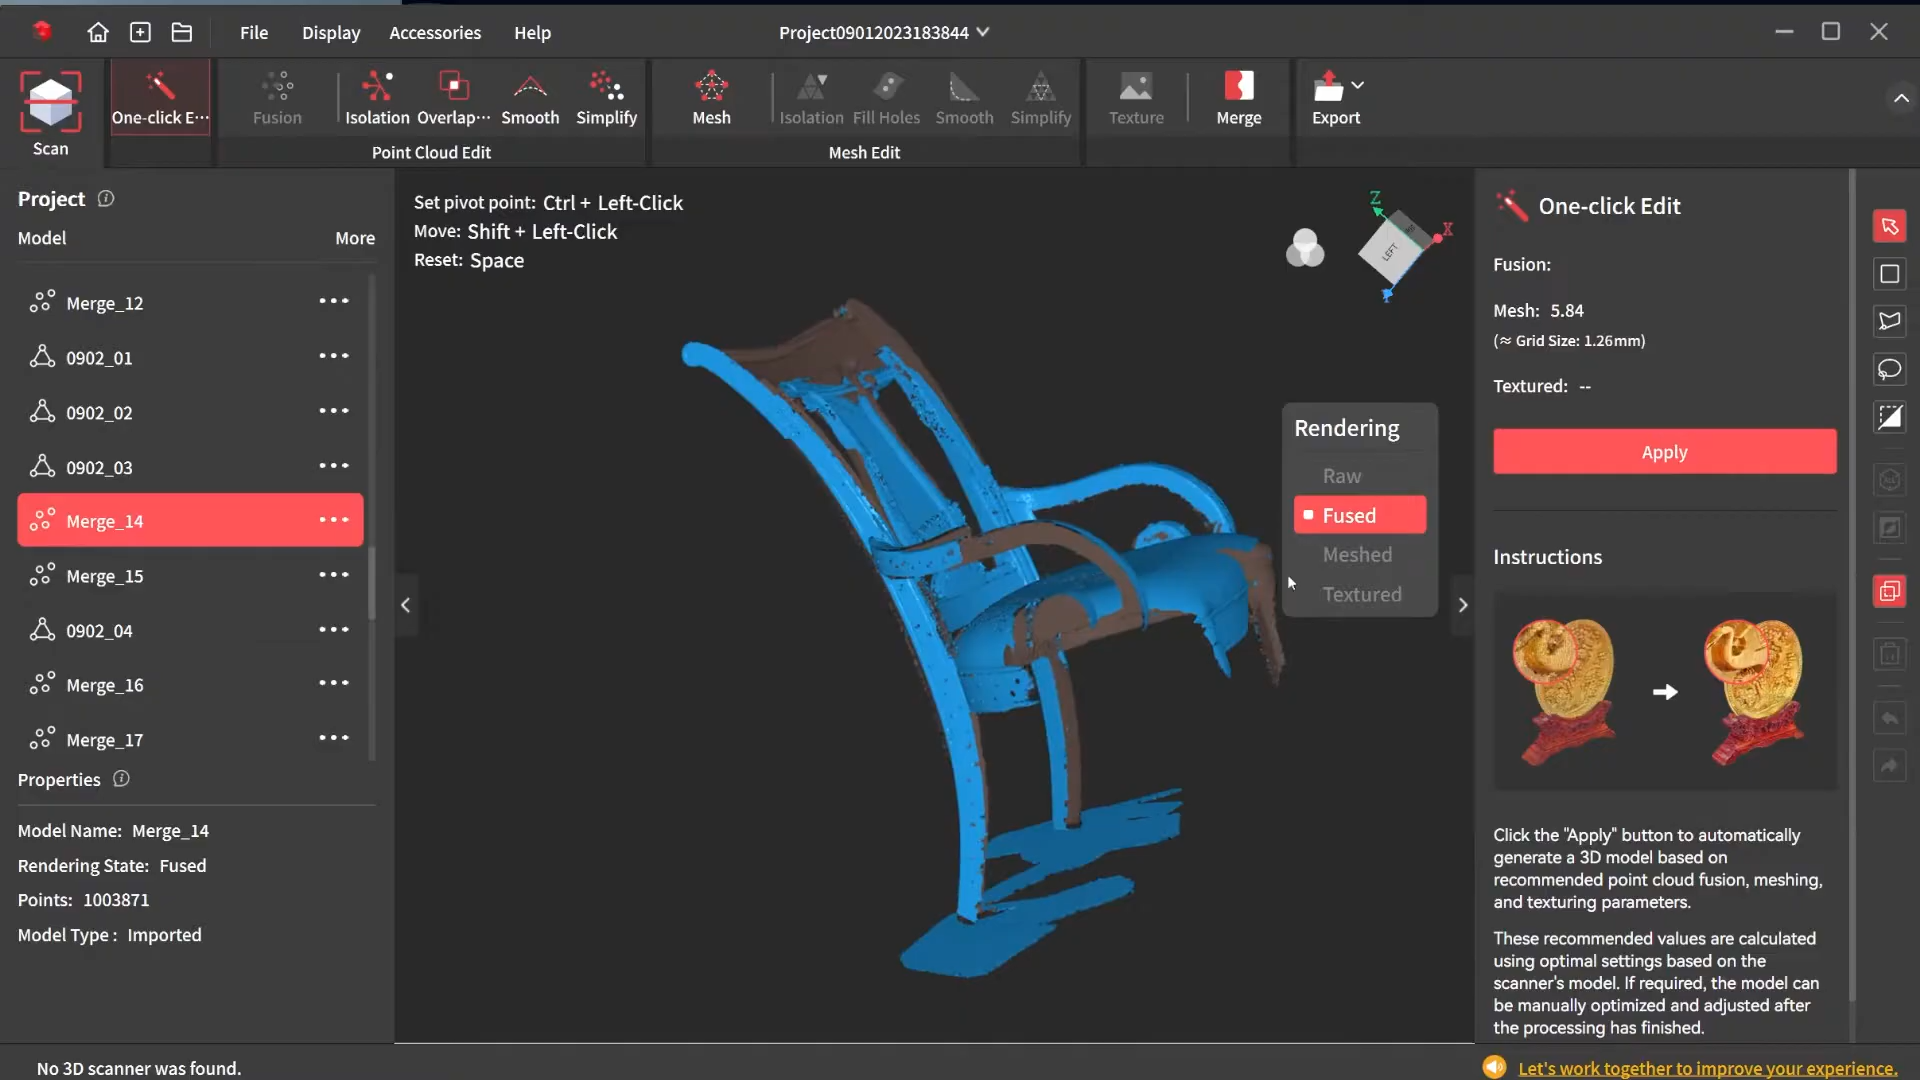 File Display Accessories Help
Project09012023183844
Scan
One-click E···
Fusion
Isolation
Overlap···
Smooth
Simplify
Point Cloud Edit
Mesh
Isolation
Fill Holes
Smooth
Simplify
Mesh Edit
Texture
Merge
Export
Project
Model More
Merge_12
0902_01
0902_02
0902_03
Merge_14
Merge_15
0902_04
Merge_16
Merge_17
Properties
Model Name: Merge_14
Rendering State: Fused
Points: 1003871
Model Type : Imported
Set pivot point: Ctrl + Left-Click
Move: Shift + Left-Click
Reset: Space
Z
X
LEFT
Rendering
Raw
Fused
Meshed
Textured
One-click Edit
Fusion:
Mesh: 5.84
(≈ Grid Size: 1.26mm)
Textured: --
Apply
Instructions
Click the "Apply" button to automatically
generate a 3D model based on
recommended point cloud fusion, meshing,
and texturing parameters.
These recommended values are calculated
using optimal settings based on the
scanner's model. If required, the model can
be manually optimized and adjusted after
the processing has finished.
No 3D scanner was found.
Let's work together to improve your experience.